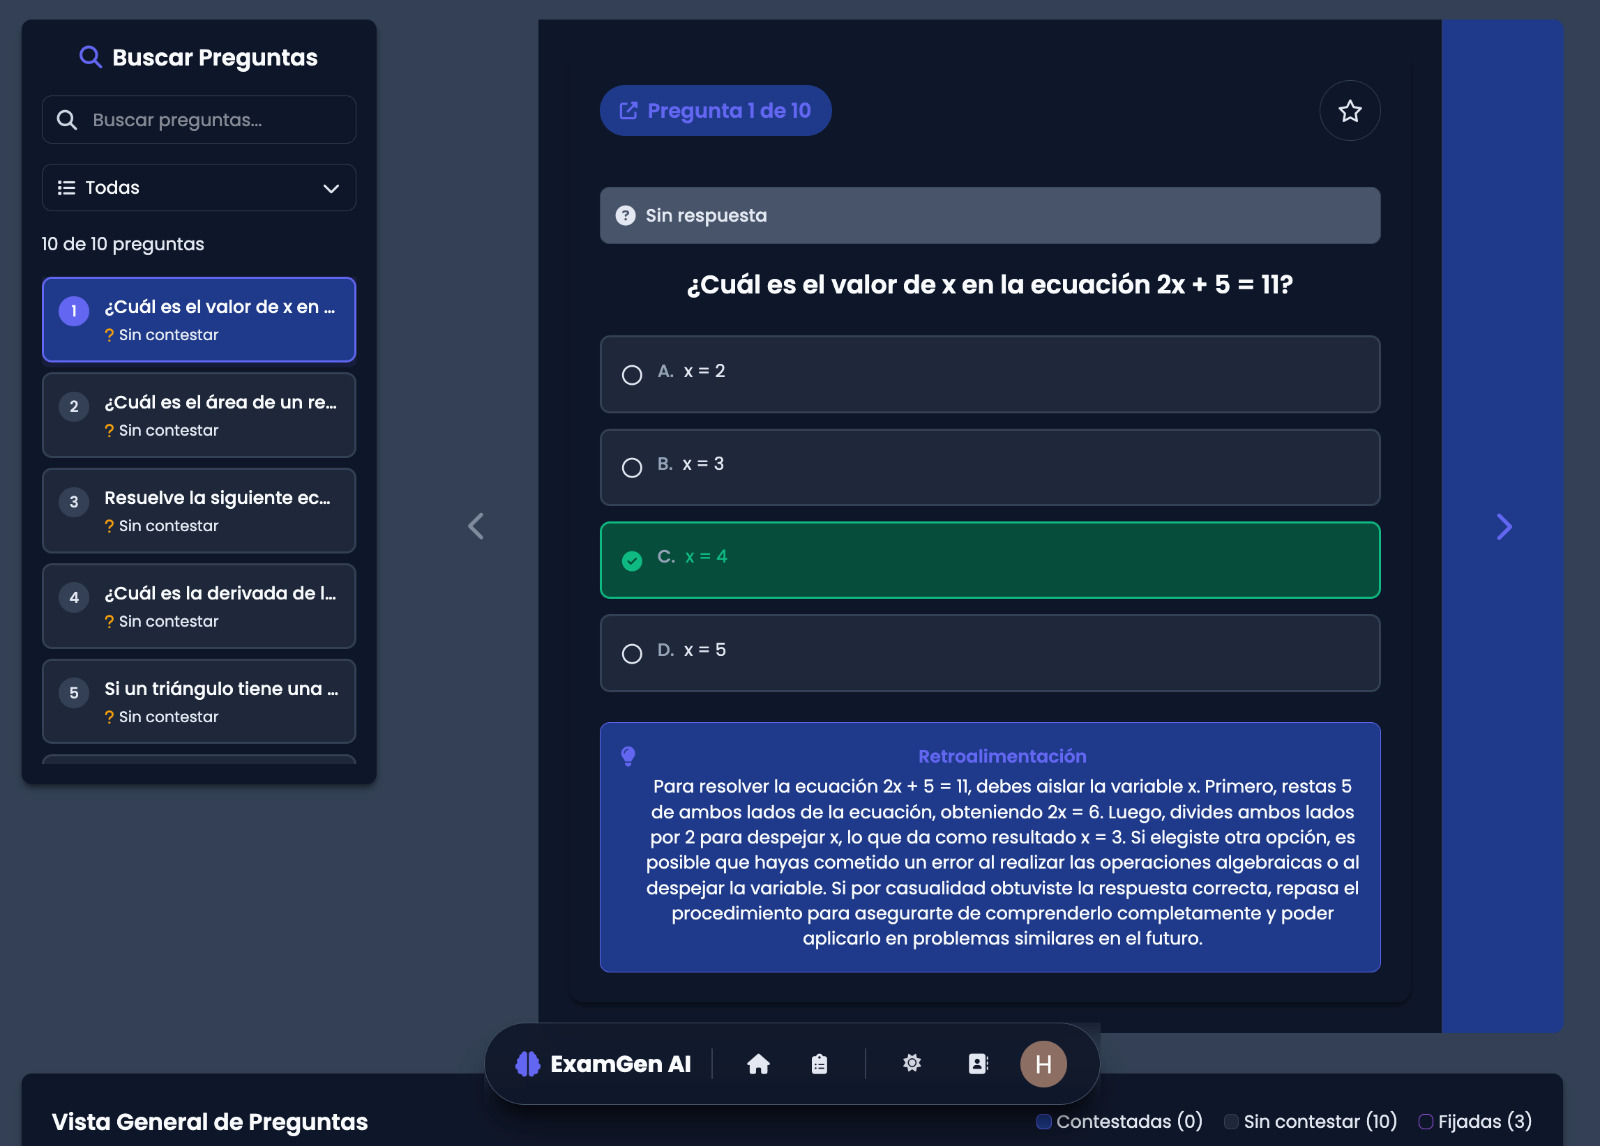 Buscar Preguntas
Buscar preguntas...
Todas
10 de 10 preguntas
1
¿Cuál es el valor de x en ...
? Sin contestar
2
¿Cuál es el área de un re...
? Sin contestar
3
Resuelve la siguiente ec...
? Sin contestar
4
¿Cuál es la derivada de l...
? Sin contestar
5
Si un triángulo tiene una ...
? Sin contestar
Pregunta 1 de 10
Sin respuesta
¿Cuál es el valor de x en la ecuación 2x + 5 = 11?
A. x = 2
B. x = 3
C. x = 4
D. x = 5
Retroalimentación
Para resolver la ecuación 2x + 5 = 11, debes aislar la variable x. Primero, restas 5
de ambos lados de la ecuación, obteniendo 2x = 6. Luego, divides ambos lados
por 2 para despejar x, lo que da como resultado x = 3. Si elegiste otra opción, es
posible que hayas cometido un error al realizar las operaciones algebraicas o al
despejar la variable. Si por casualidad obtuviste la respuesta correcta, repasa el
procedimiento para asegurarte de comprenderlo completamente y poder
aplicarlo en problemas similares en el futuro.
ExamGen AI
H
Vista General de Preguntas
Contestadas (0)
Sin contestar (10)
Fijadas (3)